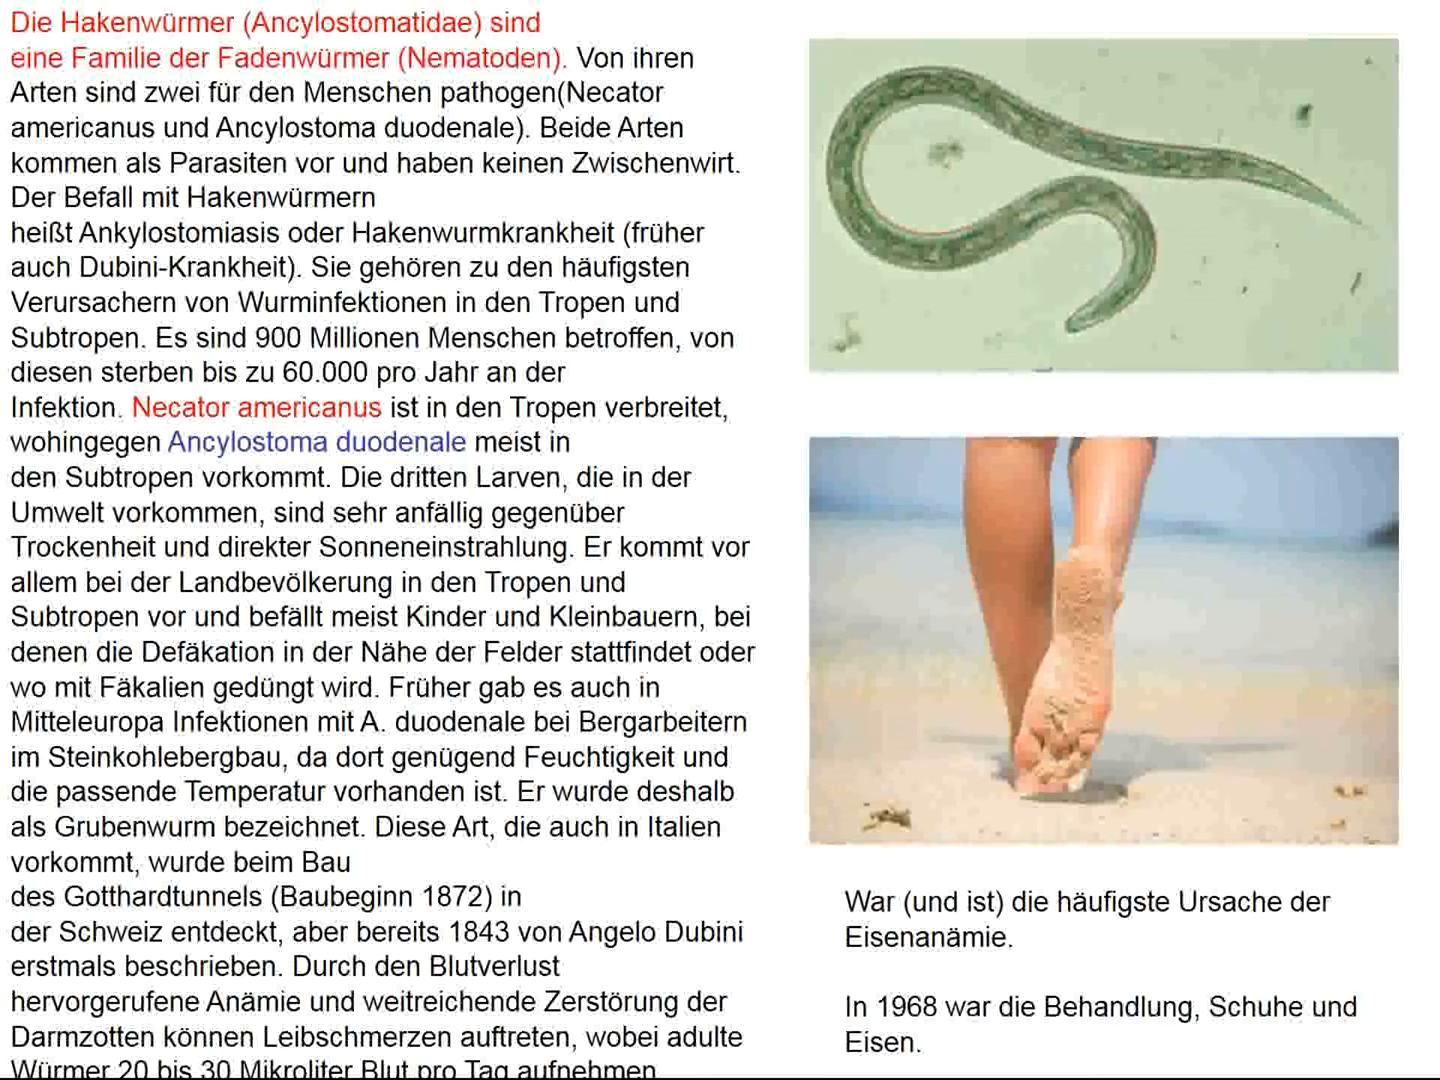 Die Hakenwürmer (Ancylostomatidae) sind
eine Familie der Fadenwürmer (Nematoden). Von ihren
Arten sind zwei für den Menschen pathogen(Necator
americanus und Ancylostoma duodenale). Beide Arten
kommen als Parasiten vor und haben keinen Zwischenwirt.
Der Befall mit Hakenwürmern
heißt Ankylostomiasis oder Hakenwurmkrankheit (früher
auch Dubini-Krankheit). Sie gehören zu den häufigsten
Verursachern von Wurminfektionen in den Tropen und
Subtropen. Es sind 900 Millionen Menschen betroffen, von
diesen sterben bis zu 60.000 pro Jahr an der
Infektion. Necator americanus ist in den Tropen verbreitet,
wohingegen Ancylostoma duodenale meist in
den Subtropen vorkommt. Die dritten Larven, die in der
Umwelt vorkommen, sind sehr anfällig gegenüber
Trockenheit und direkter Sonneneinstrahlung. Er kommt vor
allem bei der Landbevölkerung in den Tropen und
Subtropen vor und befällt meist Kinder und Kleinbauern, bei
denen die Defäkation in der Nähe der Felder stattfindet oder
wo mit Fäkalien gedüngt wird. Früher gab es auch in
Mitteleuropa Infektionen mit A. duodenale bei Bergarbeitern
im Steinkohlebergbau, da dort genügend Feuchtigkeit und
die passende Temperatur vorhanden ist. Er wurde deshalb
als Grubenwurm bezeichnet. Diese Art, die auch in Italien
vorkommt, wurde beim Bau
des Gotthardtunnels (Baubeginn 1872) in
der Schweiz entdeckt, aber bereits 1843 von Angelo Dubini
erstmals beschrieben. Durch den Blutverlust
hervorgerufene Anämie und weitreichende Zerstörung der
Darmzotten können Leibschmerzen auftreten, wobei adulte
Würmer 20 bis 30 Mikroliter Blut pro Tag aufnehmen
War (und ist) die häufigste Ursache der
Eisenanämie.
In 1968 war die Behandlung, Schuhe und
Eisen.